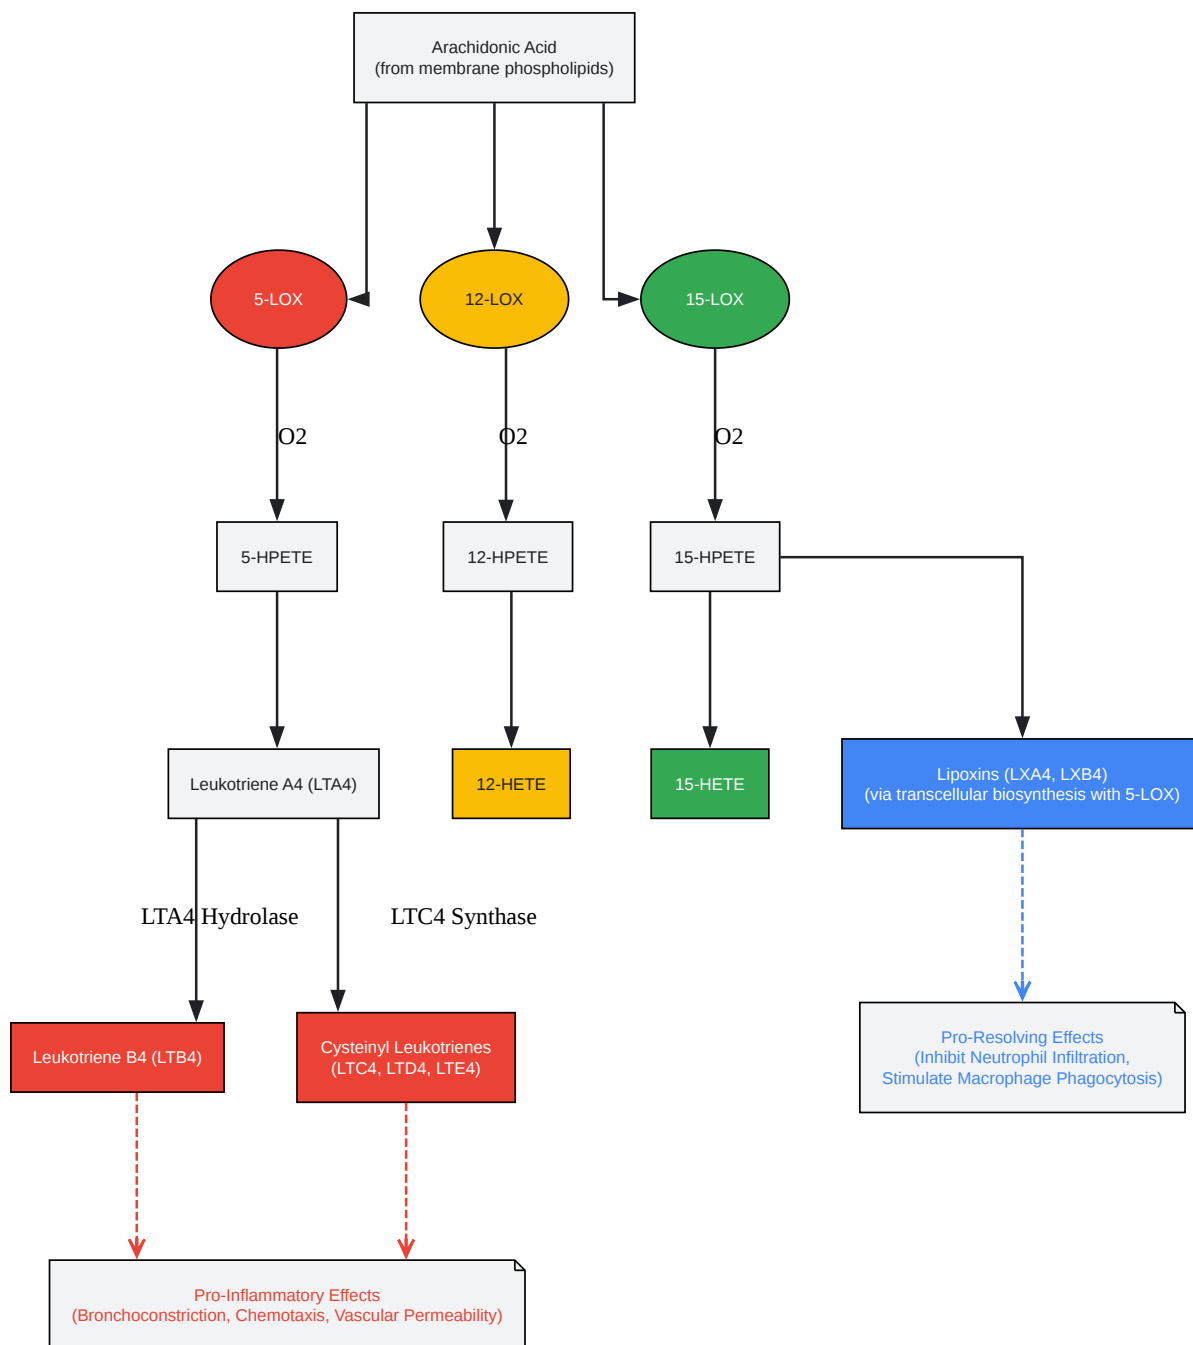 Arachidonic Acid
(from membrane phospholipids)
5-LOX
12-LOX
15-LOX
O2
O2
O2
5-HPETE
12-HPETE
15-HPETE
Leukotriene A4 (LTA4)
12-HETE
15-HETE
Lipoxins (LXA4, LXB4)
(via transcellular biosynthesis with 5-LOX)
LTA4 Hydrolase
LTC4 Synthase
Leukotriene B4 (LTB4)
Cysteinyl Leukotrienes
(LTC4, LTD4, LTE4)
Pro-Resolving Effects
(Inhibit Neutrophil Infiltration,
Stimulate Macrophage Phagocytosis)
Pro-Inflammatory Effects
(Bronchoconstriction, Chemotaxis, Vascular Permeability)